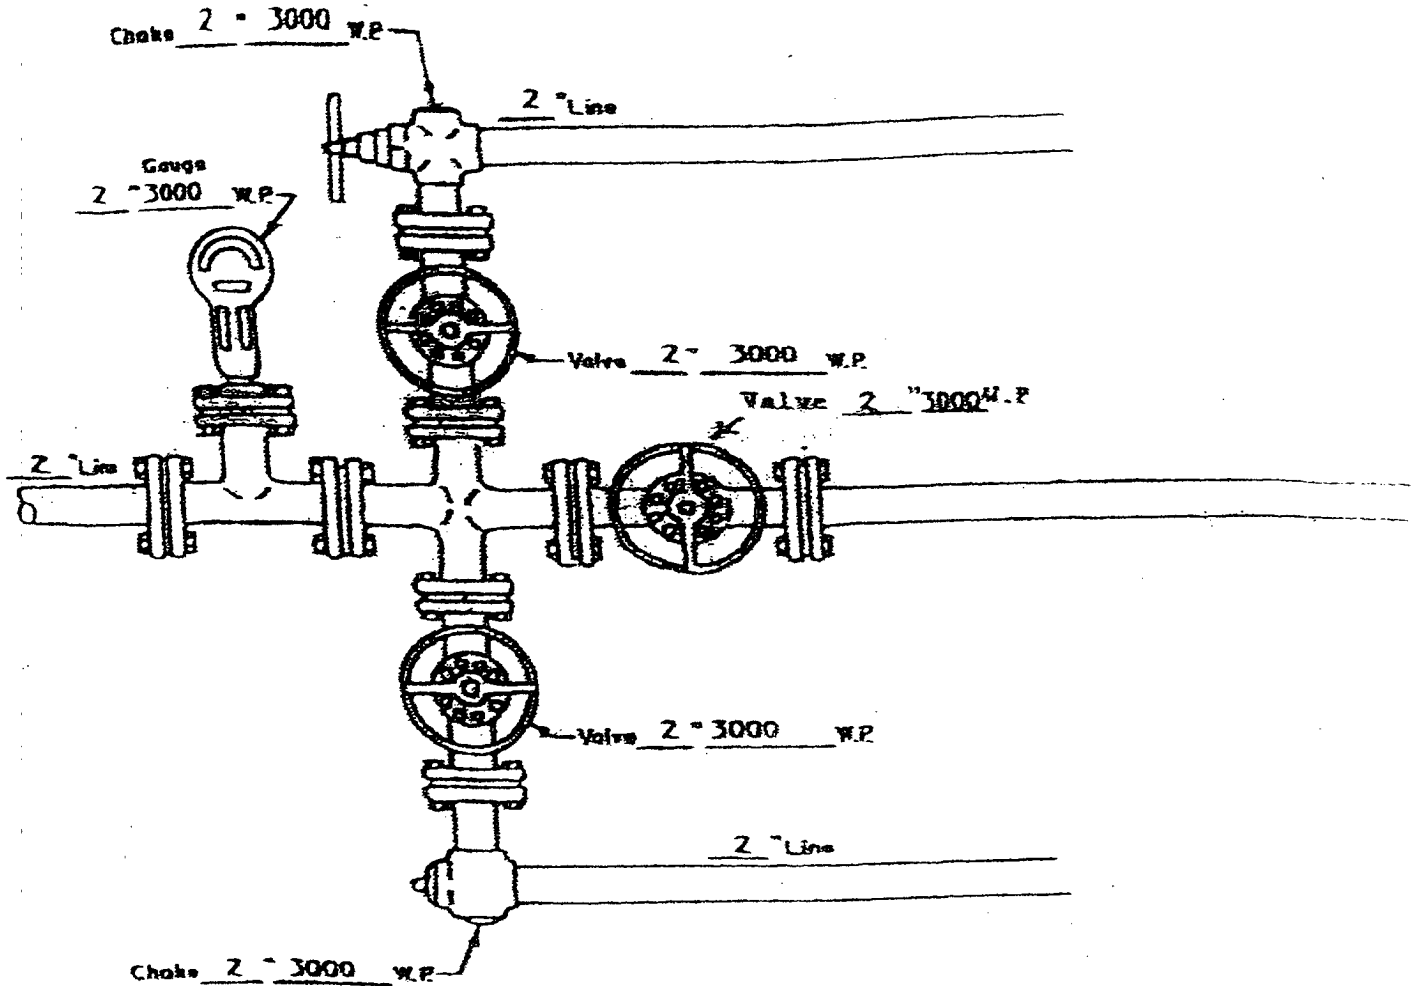 Choke 2 " 3000 W.P.
2 " Line
Gauge
2 " 3000 W.P.
Valve 2 " 3000 W.P.
Valve 2 " 3000 W.P
2 " Line
Valve 2 " 3000 W.P.
2 " Line
Choke 2 " 3000 W.P.